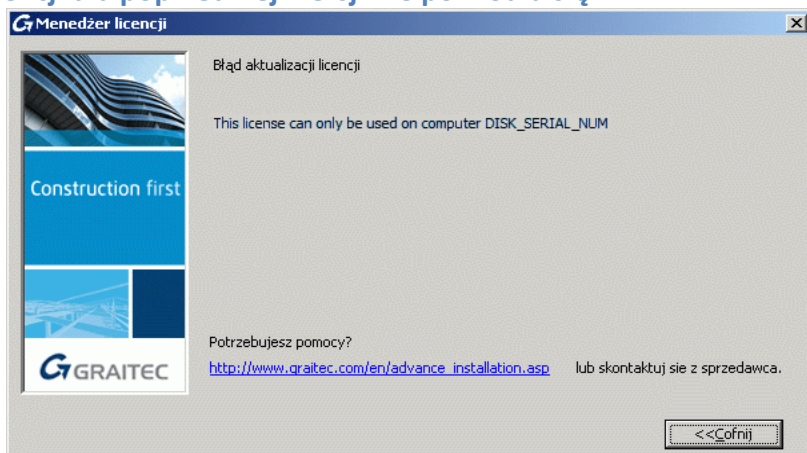 Menedżer licencji
Błąd aktualizacji licencji
This license can only be used on computer DISK_SERIAL_NUM
Construction first
Potrzebujesz pomocy?
GRAITEC
http://www.graitec.com/en/advance_installation.asp lub skontaktuj sie z sprzedawca.
<<Cofnij